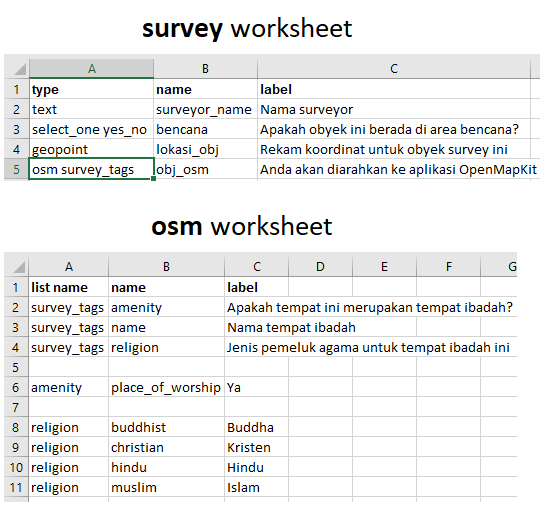 survey worksheet
A B C
1 type name label
2 text surveyor_name Nama surveyor
3 select_one yes_no bencana Apakah obyek ini berada di area bencana?
4 geopoint lokasi_obj Rekam koordinat untuk obyek survey ini
5 osm survey_tags obj_osm Anda akan diarahkan ke aplikasi OpenMapKit
osm worksheet
A B C D E F G
1 list name name label
2 survey_tags amenity Apakah tempat ini merupakan tempat ibadah?
3 survey_tags name Nama tempat ibadah
4 survey_tags religion Jenis pemeluk agama untuk tempat ibadah ini
5
6 amenity place_of_worship Ya
7
8 religion buddhist Buddha
9 religion christian Kristen
10 religion hindu Hindu
11 religion muslim Islam